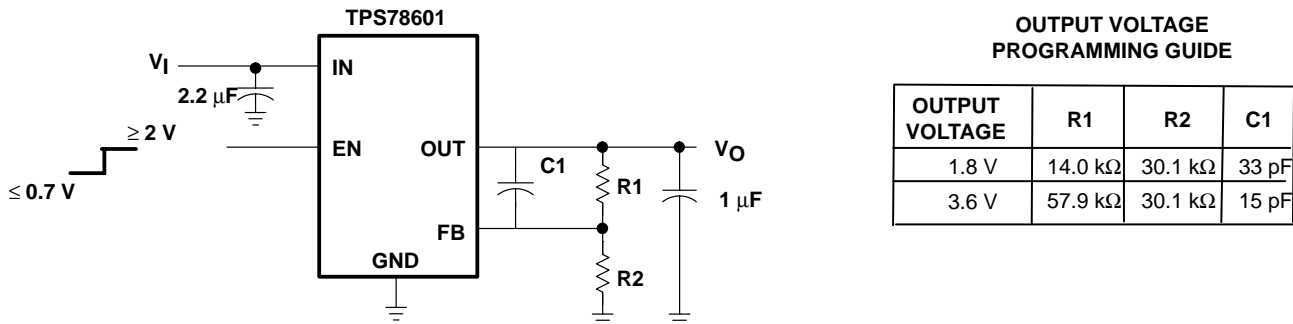 TPS78601
V_I
IN
2.2 μF
≥ 2 V
EN
OUT
V_O
≤ 0.7 V
C1
R1
1 μF
FB
GND
R2
OUTPUT VOLTAGE
PROGRAMMING GUIDE
OUTPUT VOLTAGE R1 R2 C1
1.8 V 14.0 kΩ 30.1 kΩ 33 pF
3.6 V 57.9 kΩ 30.1 kΩ 15 pF